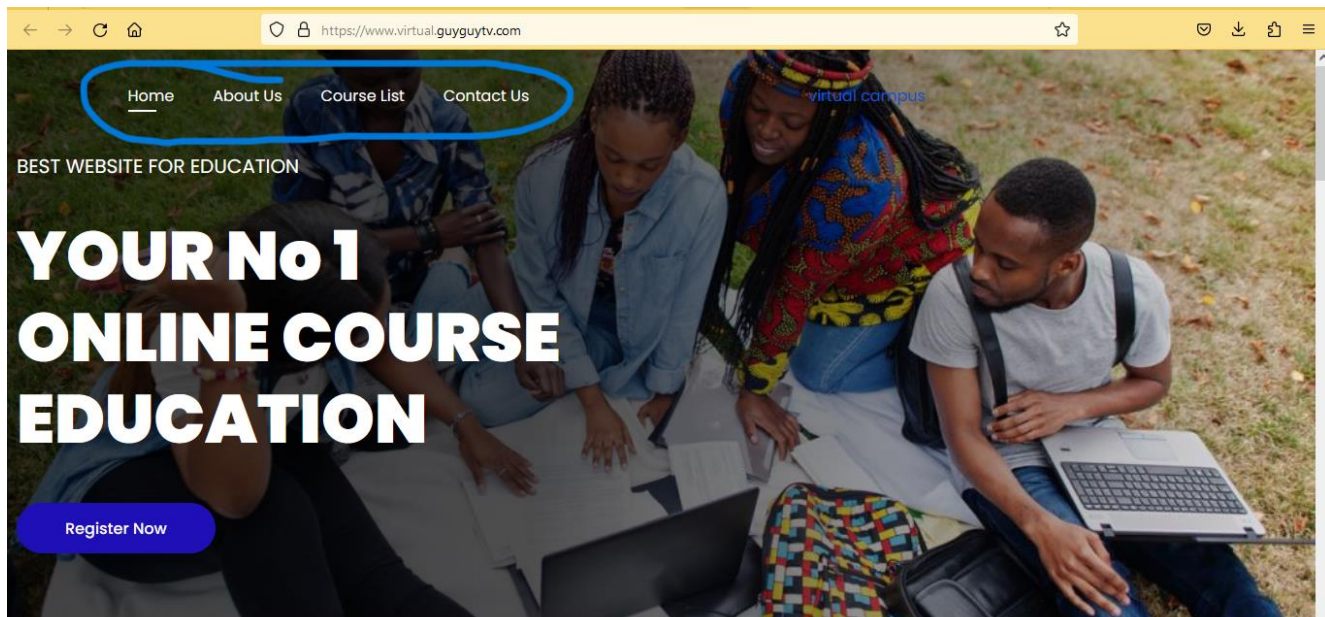 https://www.virtual.guyguytv.com
Home About Us Course List Contact Us virtual campus
BEST WEBSITE FOR EDUCATION
YOUR No 1
ONLINE COURSE
EDUCATION
Register Now